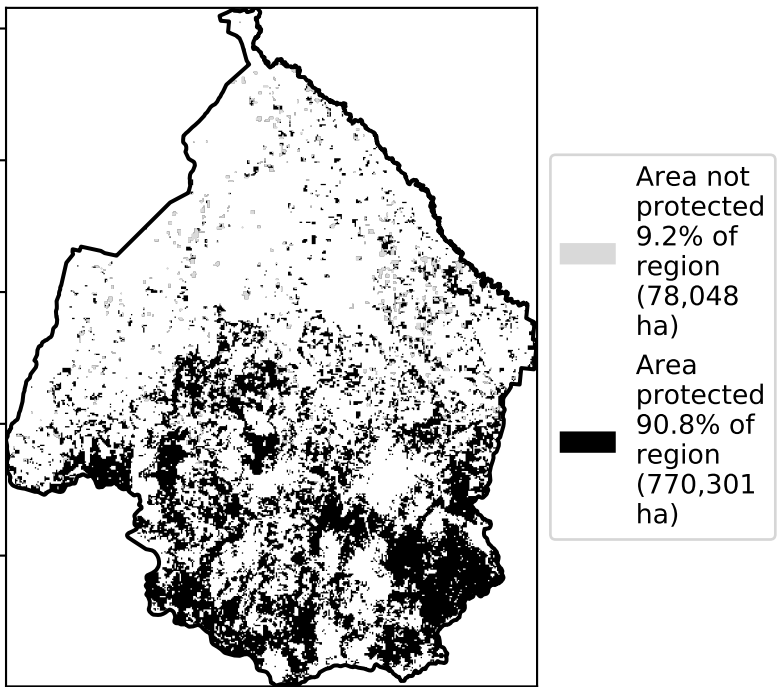 Area not
protected
9.2% of
region
(78,048
ha)
Area
protected
90.8% of
region
(770,301
ha)